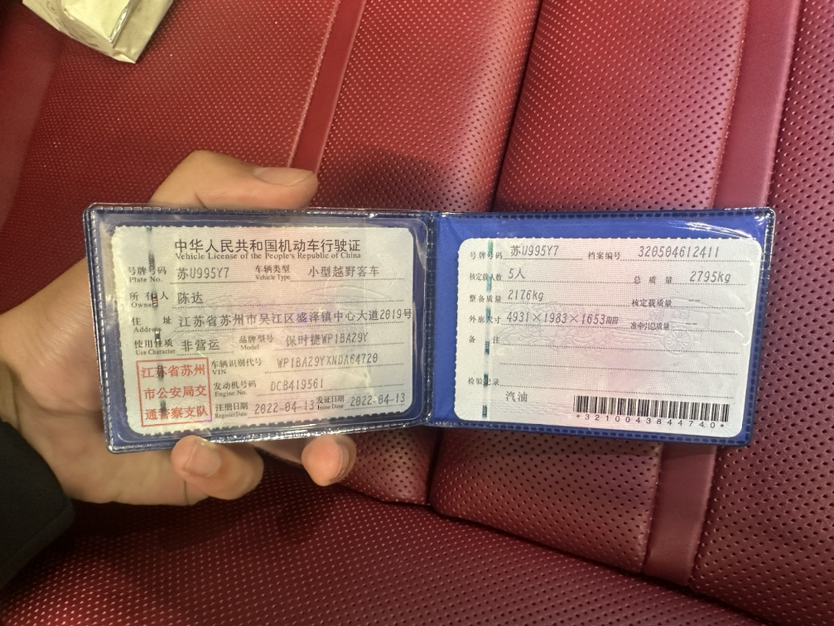 中华人民共和国机动车行驶证
Vehicle License of the People's Republic of China
号牌号码 苏U995Y7 车辆类型 小型越野客车
Plate No. Vehicle Type
所有人 陈达
Owner
住址 江苏省苏州市吴江区盛泽镇中心大道2019号
Address
使用性质 非营运 品牌型号 保时捷WP1BA29Y
Use Character Model
江苏省苏州
市公安局交
通警察支队
车辆识别代号 WP1BA29YXNDA64720
VIN
发动机号码 DCB419561
Engine No.
注册日期 2022-04-13 发证日期 2022-04-13
Register Date Issue Date
号牌号码 苏U995Y7 档案编号 320504612411
核定载人数 5人 总质量 2795kg
整备质量 2176kg 核定载质量 --
外廓尺寸 4931×1983×1653mm 准牵引总质量 --
备注
检验记录
汽油
*3210043844740*